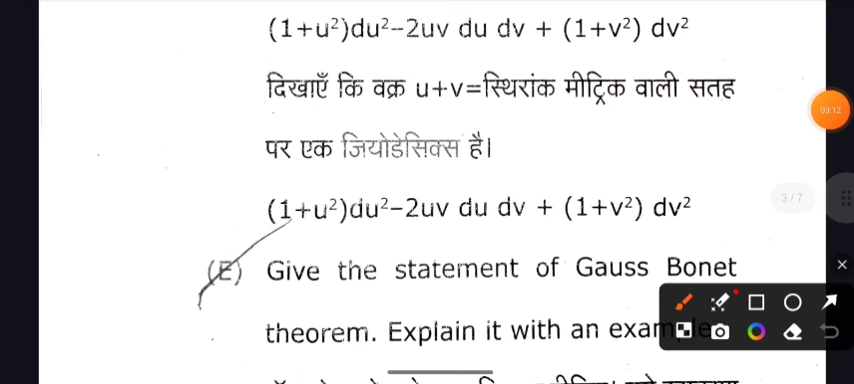 (1+u²)du²-2uv du dv + (1+v²) dv²
दिखाएँ कि वक्र u+v=स्थिरांक मीट्रिक वाली सतह
पर एक जियोडेसिक्स है।
(1+u²)du²-2uv du dv + (1+v²) dv²
(E) Give the statement of Gauss Bonet
theorem. Explain it with an example
03:12
3/7